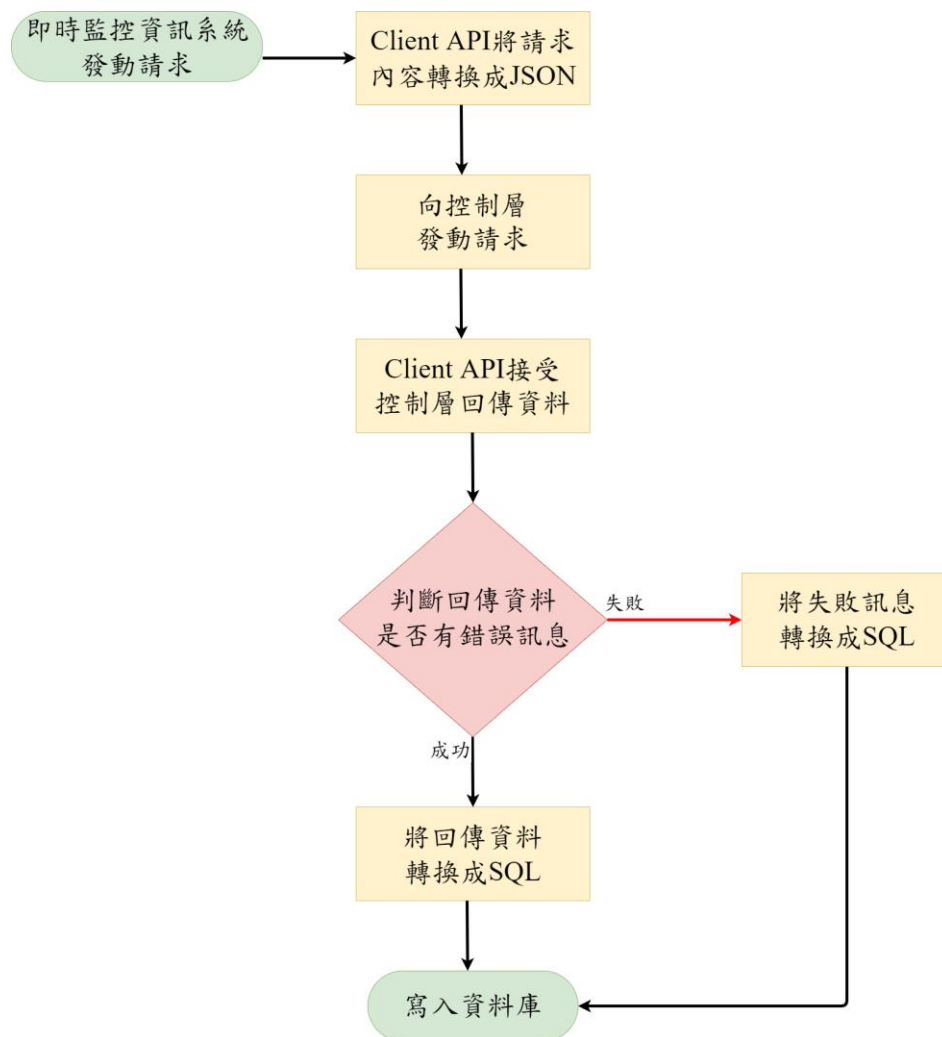 即時監控資訊系統
發動請求
Client API將請求
內容轉換成JSON
向控制層
發動請求
Client API接受
控制層回傳資料
判斷回傳資料
是否有錯誤訊息
失敗
將失敗訊息
轉換成SQL
成功
將回傳資料
轉換成SQL
寫入資料庫